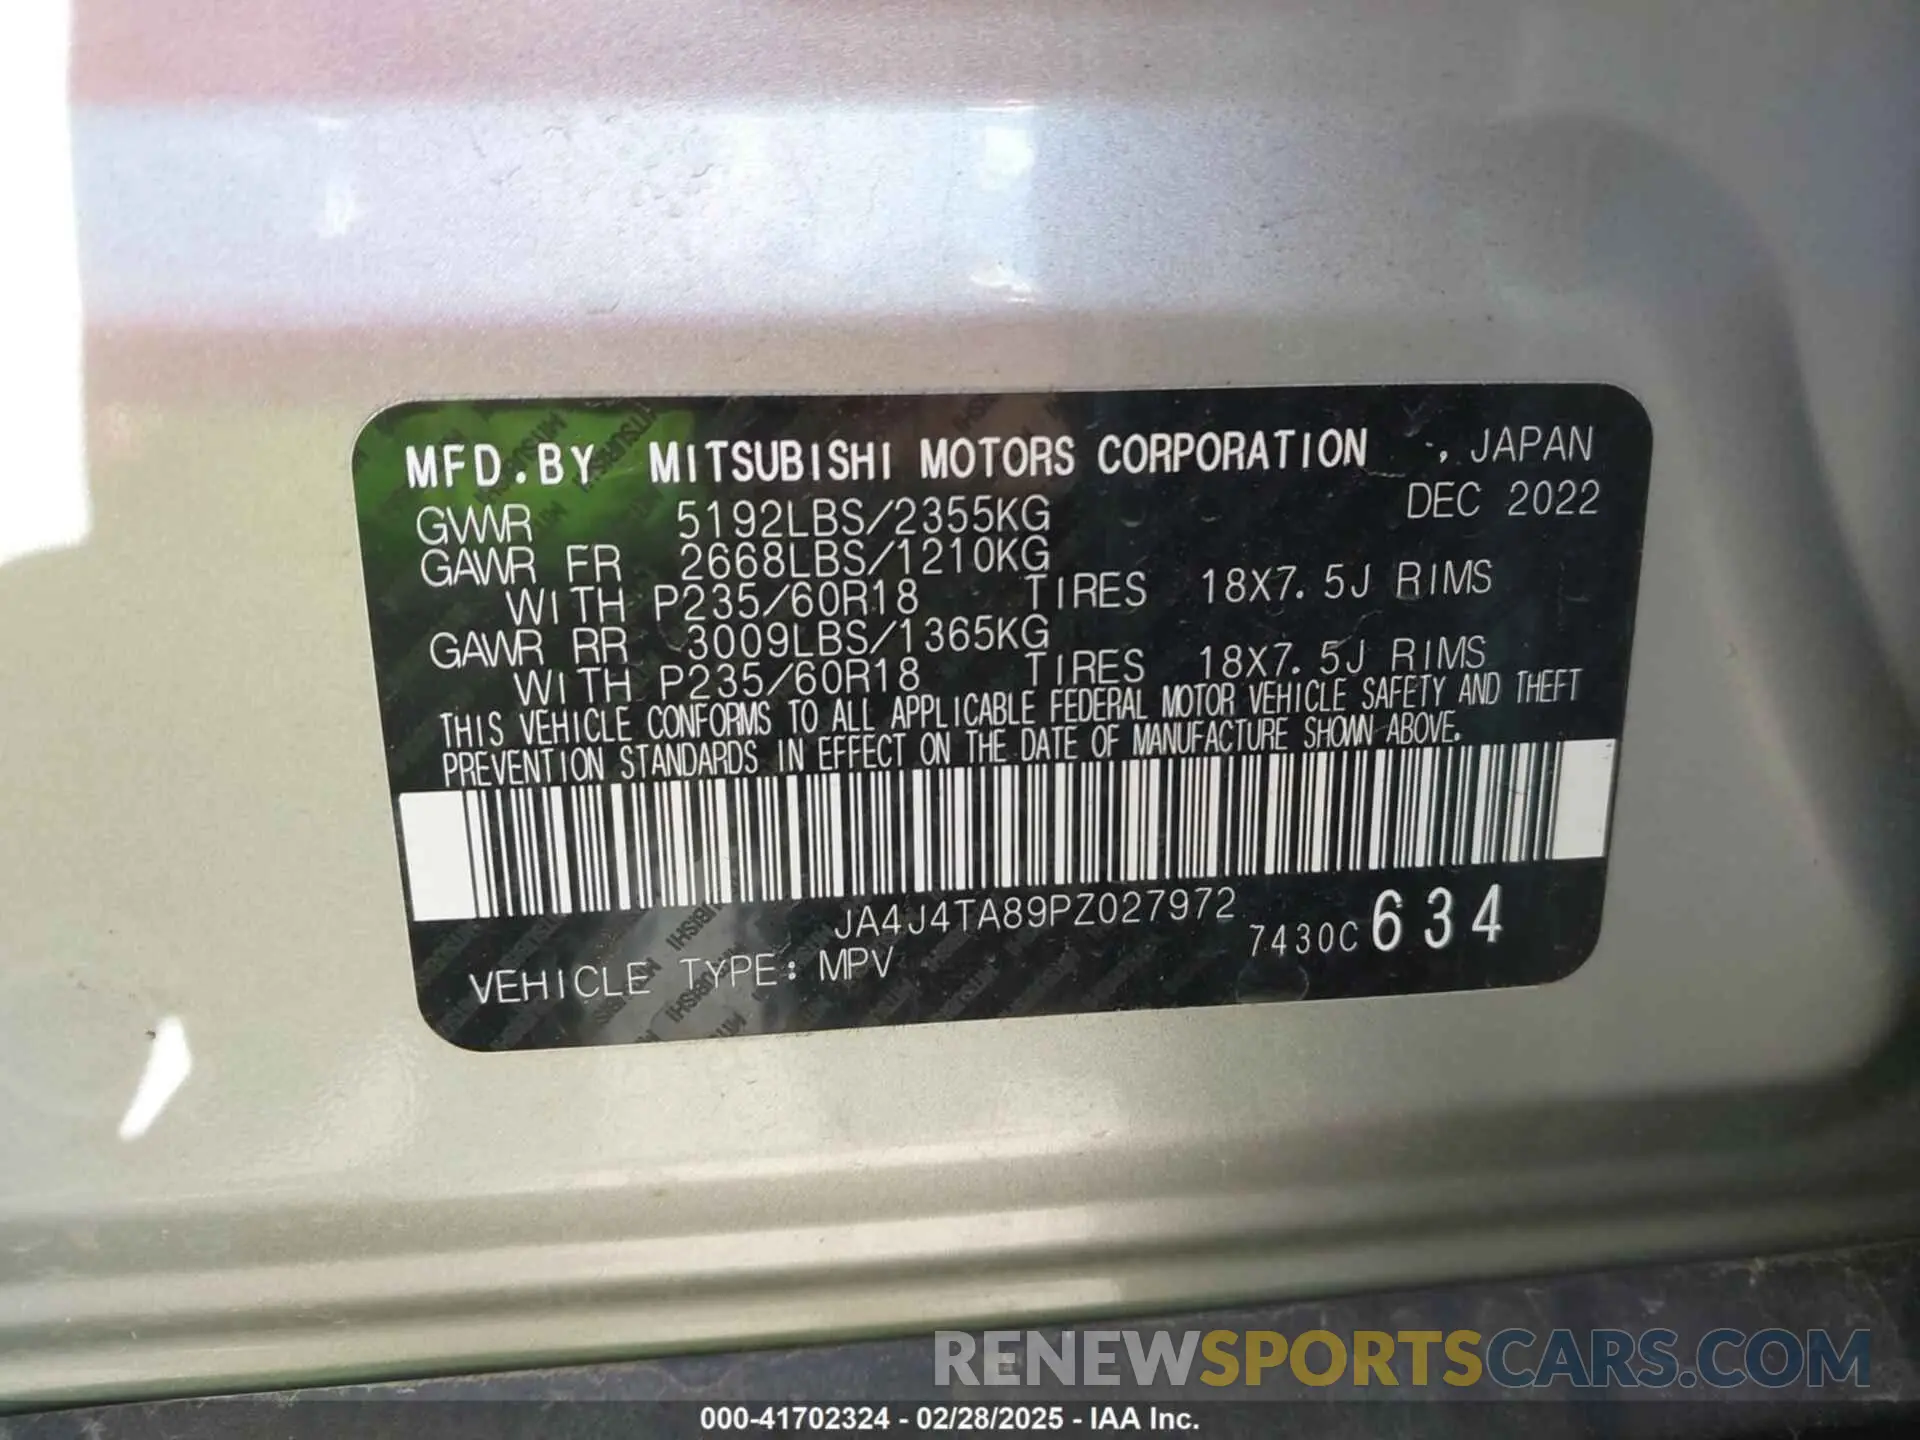 MFD.BY MITSUBISHI MOTORS CORPORATION , JAPAN
GVWR 5192LBS/2355KG DEC 2022
GAWR FR 2668LBS/1210KG
WITH P235/60R18 TIRES 18X7.5J RIMS
GAWR RR 3009LBS/1365KG
WITH P235/60R18 TIRES 18X7.5J RIMS
THIS VEHICLE CONFORMS TO ALL APPLICABLE FEDERAL MOTOR VEHICLE SAFETY AND THEFT
PREVENTION STANDARDS IN EFFECT ON THE DATE OF MANUFACTURE SHOWN ABOVE.
JA4J4TA89PZ027972 7430C 634
VEHICLE TYPE: MPV
RENEWSPORTSCARS.COM
000-41702324 - 02/28/2025 - IAA Inc.